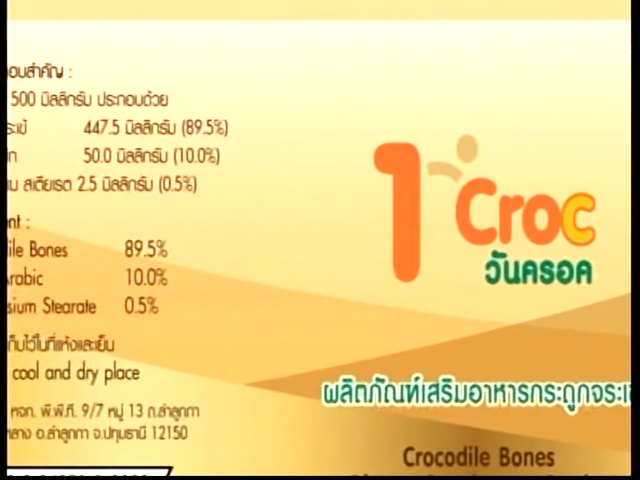 อบสำคัญ :
500 มิลลิกรัม ประกอบด้วย
ระเข้ 447.5 มิลลิกรัม (89.5%)
50.0 มิลลิกรัม (10.0%)
สเตียเรต 2.5 มิลลิกรัม (0.5%)
nt :
ile Bones 89.5%
rabic 10.0%
sium Stearate 0.5%
ก็บไว้ในที่แห้งและเย็น
cool and dry place
หจก. พี.พี.ที. 9/7 หมู่ 13 ถ.ลำลูกกา
อ.ลำลูกกา จ.ปทุมธานี 12150
1 Croc
วันครอค
ผลิตภัณฑ์เสริมอาหารกระดูกจระเ
Crocodile Bones